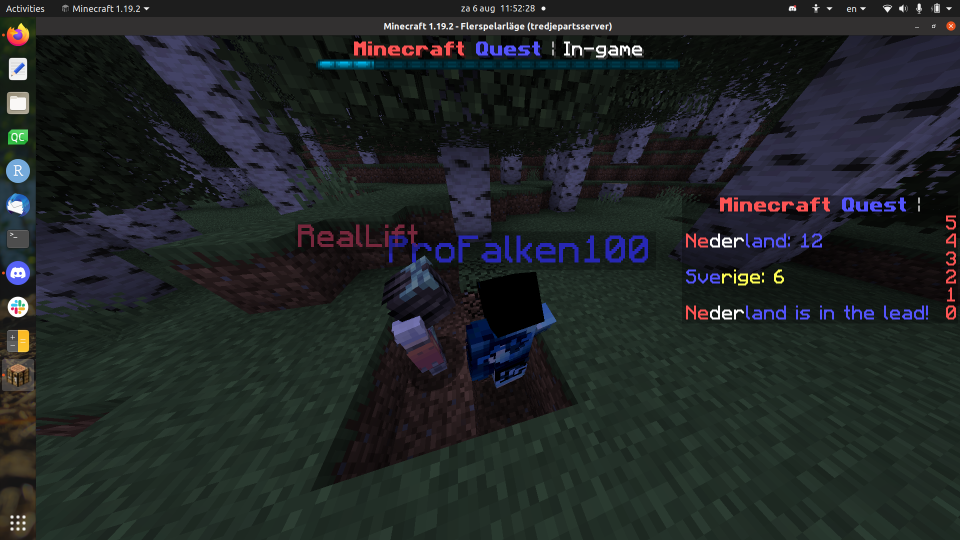 Activities
Minecraft 1.19.2
za 6 aug 11:52:28
en
Minecraft 1.19.2 - Flerspelarläge (tredjepartsserver)
Minecraft Quest | In-game
QC
R
>_
RealLift
ProFalken100
Minecraft Quest |
5
Nederland: 12 4
3
Sverige: 6 2
1
Nederland is in the lead! 0